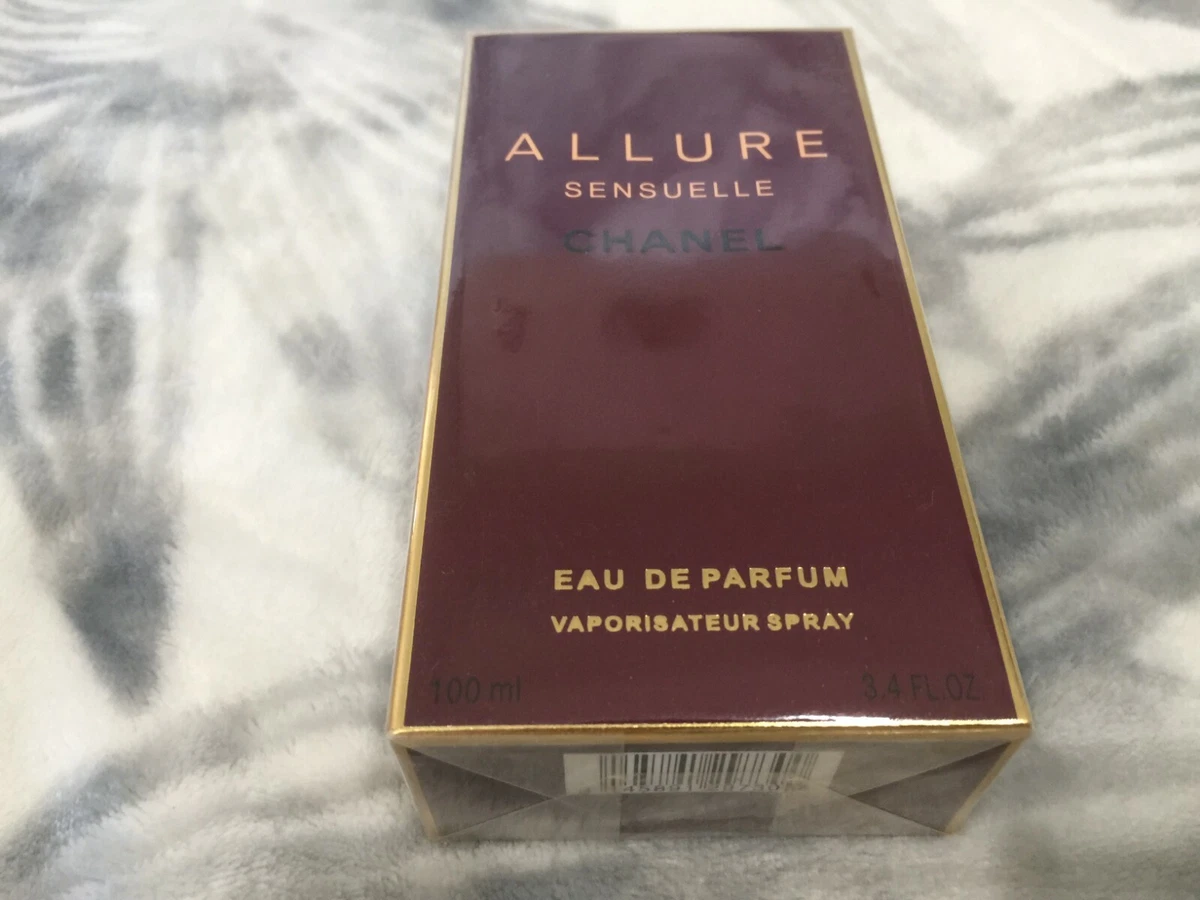 ALLURE
SENSUELLE
CHANEL
EAU DE PARFUM
VAPORISATEUR SPRAY
100 ml 3.4 FL.OZ